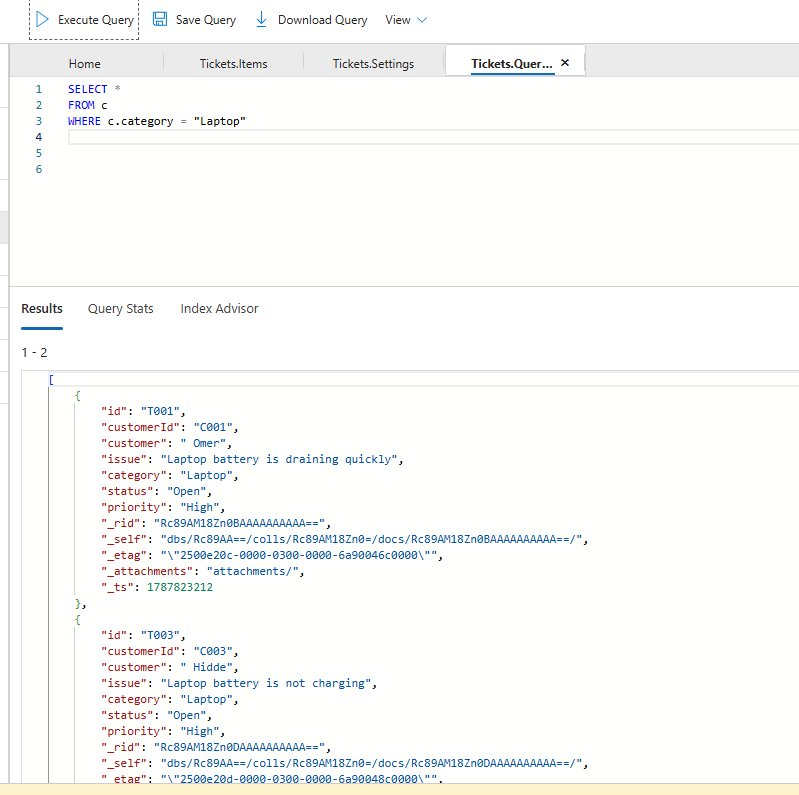 Execute Query Save Query Download Query View
Home Tickets.Items Tickets.Settings Tickets.Quer... ×
1 SELECT *
2 FROM c
3 WHERE c.category = "Laptop"
4
5
6
Results Query Stats Index Advisor
1 - 2
[
{
"id": "T001",
"customerId": "C001",
"customer": " Omer",
"issue": "Laptop battery is draining quickly",
"category": "Laptop",
"status": "Open",
"priority": "High",
"_rid": "Rc89AM18Zn0BAAAAAAAAAA==",
"_self": "dbs/Rc89AA==/colls/Rc89AM18Zn0=/docs/Rc89AM18Zn0BAAAAAAAAAA==/",
"_etag": "\"2500e20c-0000-0300-0000-6a90046c0000\"",
"_attachments": "attachments/",
"_ts": 1787823212
},
{
"id": "T003",
"customerId": "C003",
"customer": " Hidde",
"issue": "Laptop battery is not charging",
"category": "Laptop",
"status": "Open",
"priority": "High",
"_rid": "Rc89AM18Zn0DAAAAAAAAAA==",
"_self": "dbs/Rc89AA==/colls/Rc89AM18Zn0=/docs/Rc89AM18Zn0DAAAAAAAAAA==/",
"_etag": "\"2500e20d-0000-0300-0000-6a90048c0000\"",